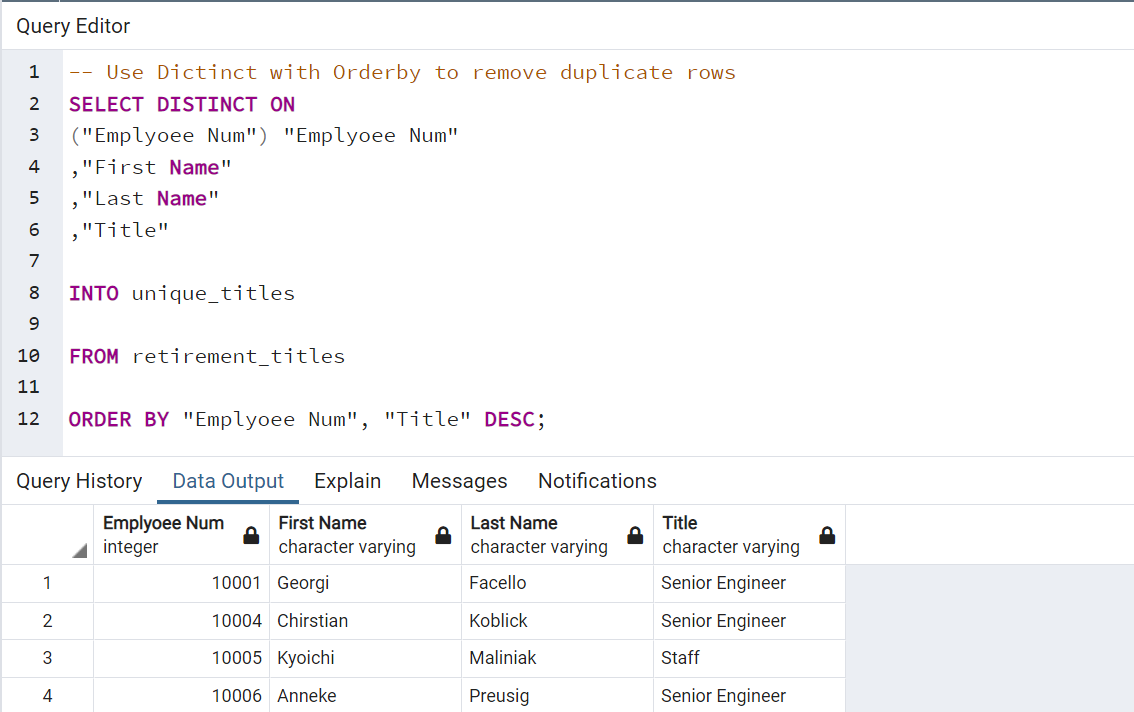 Query Editor
1 -- Use Dictinct with Orderby to remove duplicate rows
2 SELECT DISTINCT ON
3 ("Emplyoee Num") "Emplyoee Num"
4 ,"First Name"
5 ,"Last Name"
6 ,"Title"
7
8 INTO unique_titles
9
10 FROM retirement_titles
11
12 ORDER BY "Emplyoee Num", "Title" DESC;
Query History Data Output Explain Messages Notifications
Emplyoee Num First Name Last Name Title
integer character varying character varying character varying
1 10001 Georgi Facello Senior Engineer
2 10004 Chirstian Koblick Senior Engineer
3 10005 Kyoichi Maliniak Staff
4 10006 Anneke Preusig Senior Engineer